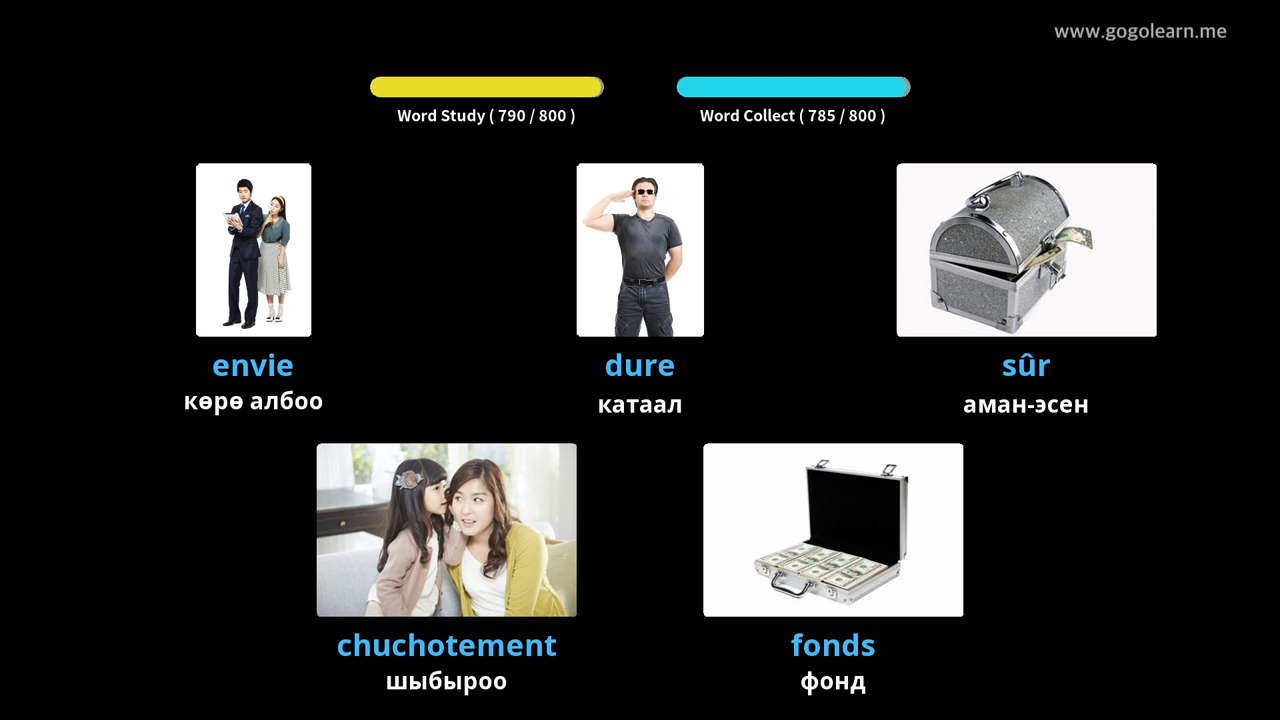 www.gogolearn.me
Word Study ( 790 / 800 )
Word Collect ( 785 / 800 )
envie
көрө албоо
dure
катаал
sûr
аман-эсен
chuchotement
шыбыроо
fonds
фонд